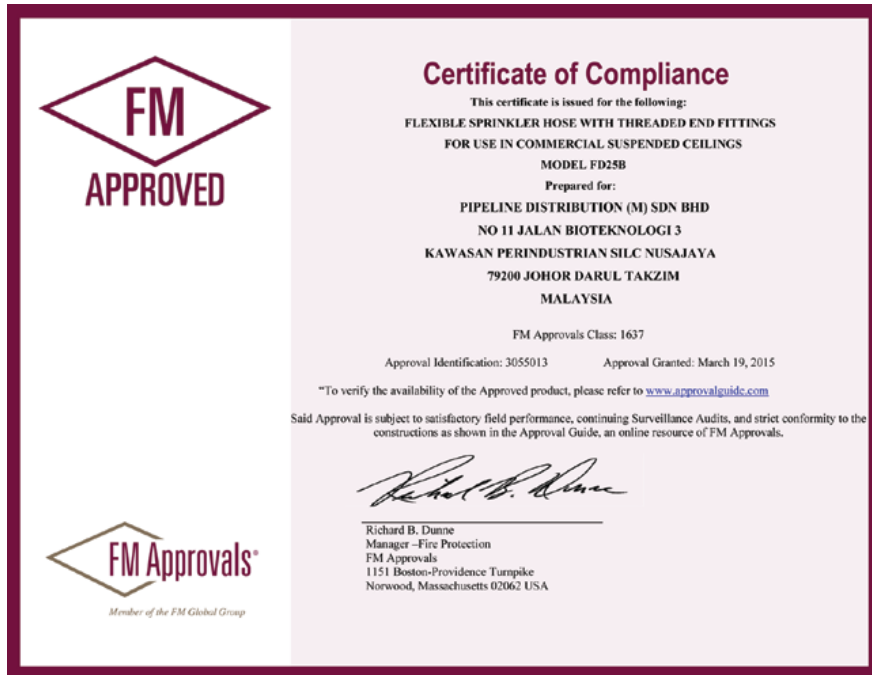 FM
APPROVED
Certificate of Compliance
This certificate is issued for the following:
FLEXIBLE SPRINKLER HOSE WITH THREADED END FITTINGS
FOR USE IN COMMERCIAL SUSPENDED CEILINGS
MODEL FD25B
Prepared for:
PIPELINE DISTRIBUTION (M) SDN BHD
NO 11 JALAN BIOTEKNOLOGI 3
KAWASAN PERINDUSTRIAN SILC NUSAJAYA
79200 JOHOR DARUL TAKZIM
MALAYSIA
FM Approvals Class: 1637
Approval Identification: 3055013 Approval Granted: March 19, 2015
"To verify the availability of the Approved product, please refer to www.approvalguide.com
Said Approval is subject to satisfactory field performance, continuing Surveillance Audits, and strict conformity to the
constructions as shown in the Approval Guide, an online resource of FM Approvals.
Richard B. Dunne
Richard B. Dunne
Manager –Fire Protection
FM Approvals
1151 Boston-Providence Turnpike
Norwood, Massachusetts 02062 USA
FM Approvals®
Member of the FM Global Group